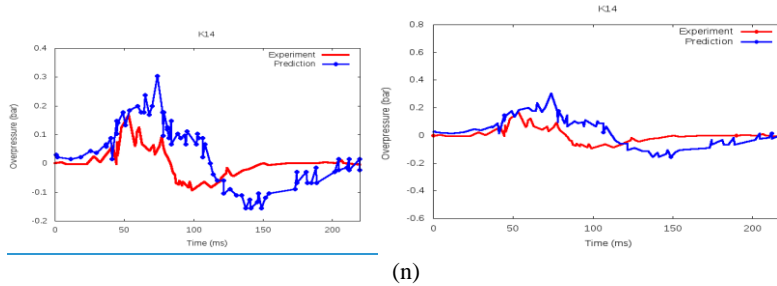 K14
Experiment
Prediction
Overpressure (bar)
0.4
0.3
0.2
0.1
0
-0.1
-0.2
0 50 100 150 200
Time (ms)
K14
Experiment
Prediction
Overpressure (bar)
0.8
0.6
0.4
0.2
0
-0.2
-0.4
-0.6
0 50 100 150 200
Time (ms)
(n)